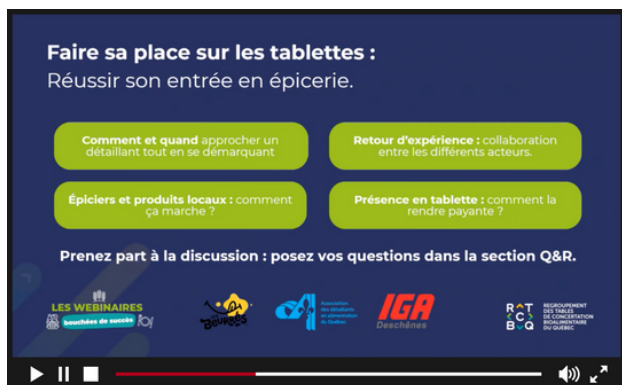 Faire sa place sur les tablettes :
Réussir son entrée en épicerie.
Comment et quand approcher un
détaillant tout en se démarquant
Retour d'expérience : collaboration
entre les différents acteurs.
Épiciers et produits locaux : comment
ça marche ?
Présence en tablette : comment la
rendre payante ?
Prenez part à la discussion : posez vos questions dans la section Q&R.
LES WEBINAIRES
bouchées de succès
Association
des détaillants
en alimentation
du Québec
IGA
Deschênes
RT
C
BQ
REGROUPEMENT
DES TABLES
DE CONCERTATION
BIOALIMENTAIRE
DU QUÉBEC